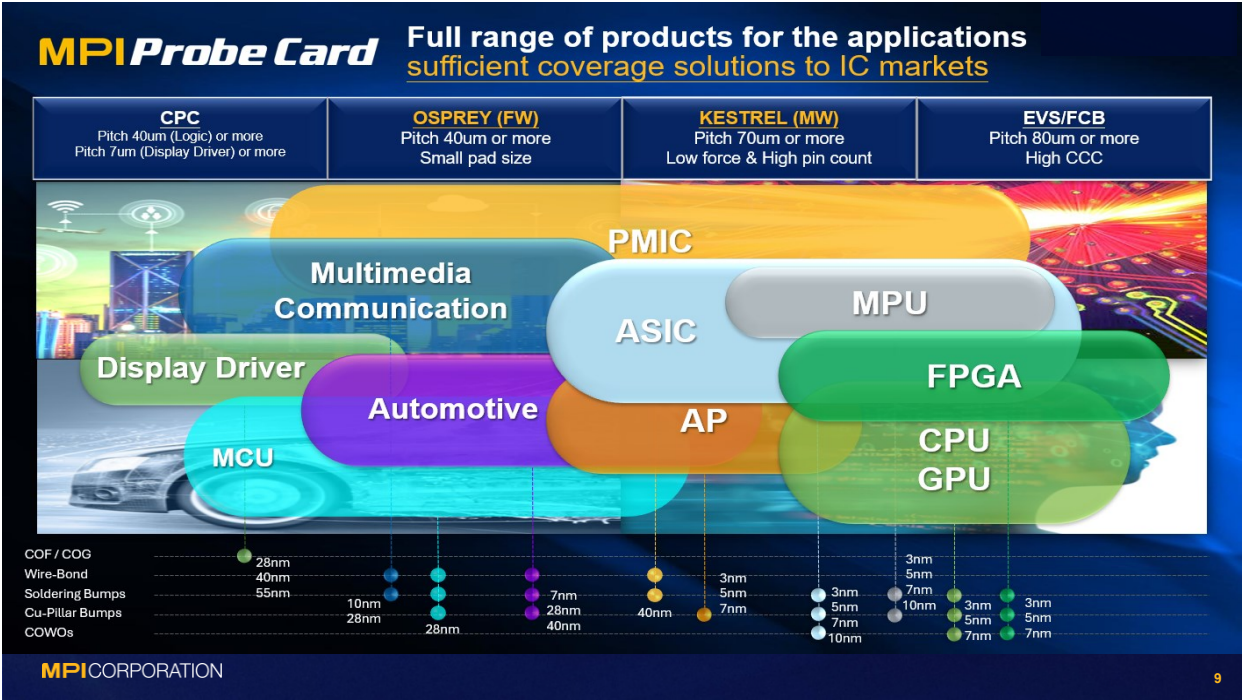 MPI Probe Card
Full range of products for the applications
sufficient coverage solutions to IC markets
CPC
Pitch 40um (Logic) or more
Pitch 7um (Display Driver) or more
OSPREY (FW)
Pitch 40um or more
Small pad size
KESTREL (MW)
Pitch 70um or more
Low force & High pin count
EVS/FCB
Pitch 80um or more
High CCC
PMIC
Multimedia
Communication
MPU
ASIC
Display Driver
FPGA
Automotive
AP
MCU
CPU
GPU
COF / COG
Wire-Bond
Soldering Bumps
Cu-Pillar Bumps
COWOs
28nm
40nm
55nm
10nm
28nm
28nm
7nm
28nm
40nm
40nm
3nm
5nm
7nm
3nm
5nm
7nm
10nm
3nm
5nm
7nm
10nm
3nm
5nm
7nm
3nm
5nm
7nm
MPI CORPORATION
9